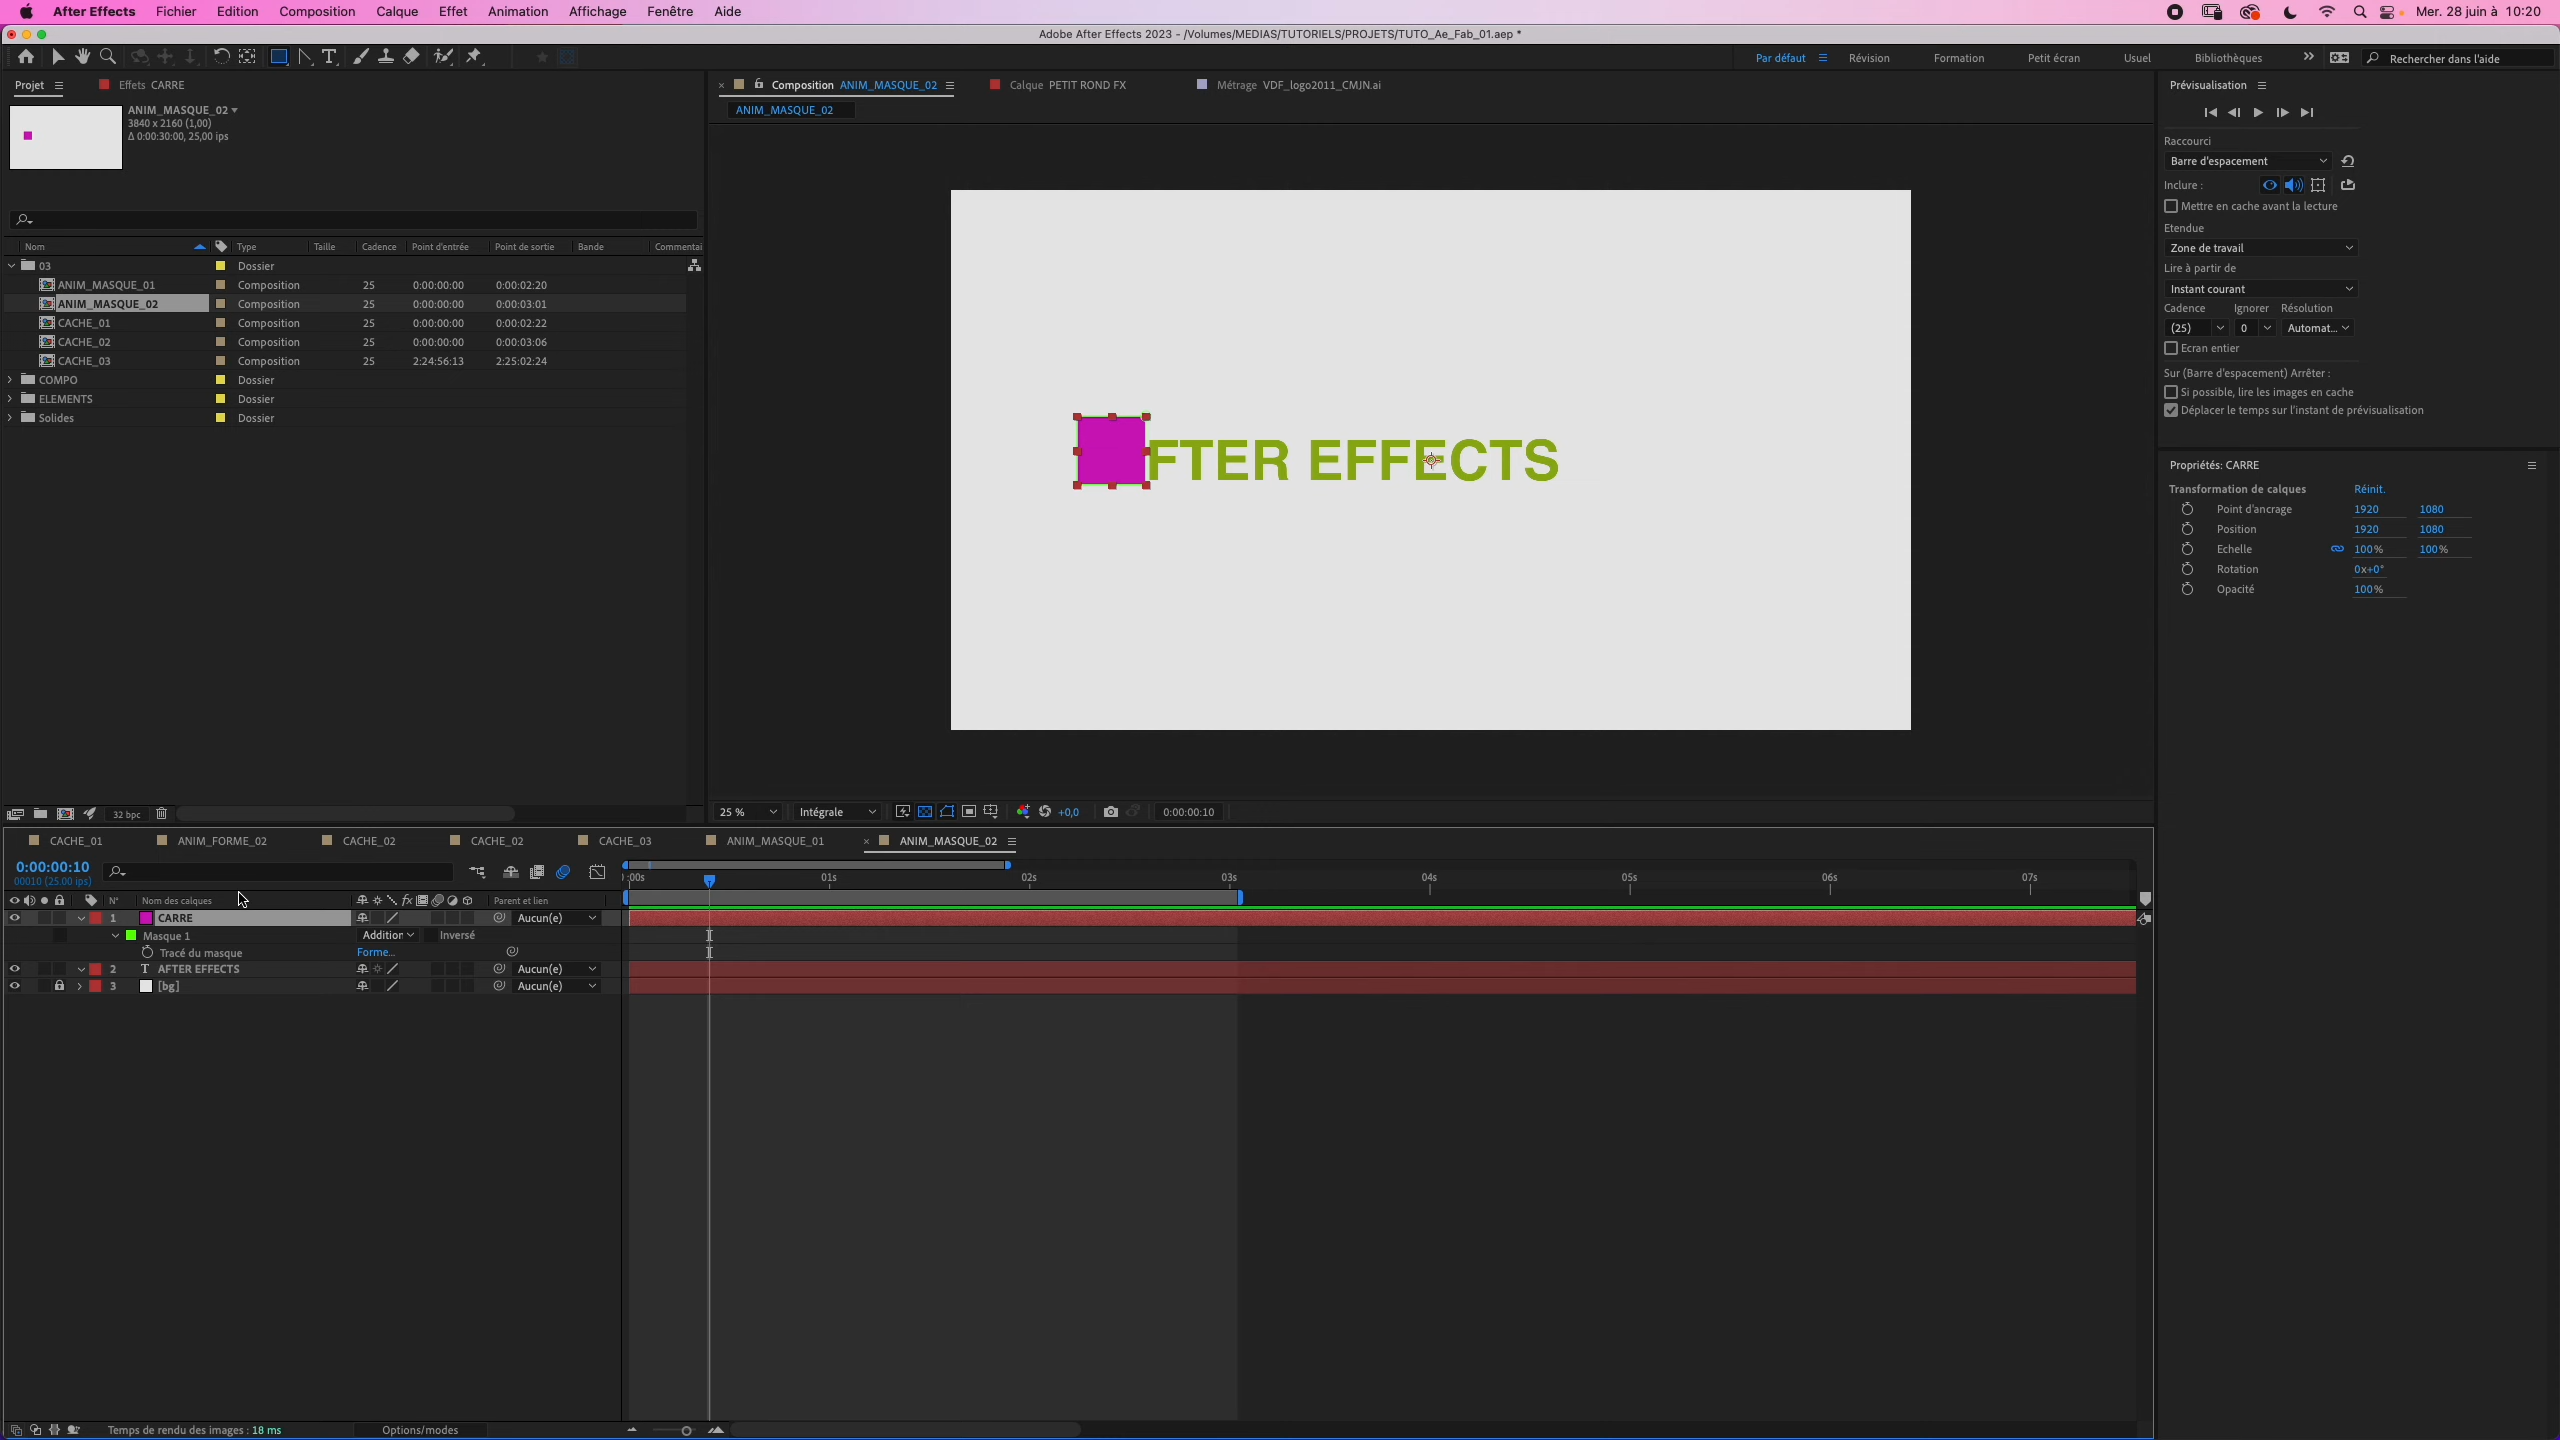 After Effects Fichier Edition Composition Calque Effet Animation Affichage Fenêtre Aide Mer. 28 juin à 10:20
Adobe After Effects 2023 - /Volumes/MEDIAS/TUTORIELS/PROJETS/TUTO_Ae_Fab_01.aep *
Par défaut Révision Formation Petit écran Usuel Bibliothèques Rechercher dans l'aide
Projet Effets CARRE
ANIM_MASQUE_02
3840 x 2160 (1,00)
Δ 0:00:30:00, 25,00 ips
Nom Type Taille Cadence Point d'entrée Point de sortie Bande Commentai
03 Dossier
ANIM_MASQUE_01 Composition 25 0:00:00:00 0:00:02:20
ANIM_MASQUE_02 Composition 25 0:00:00:00 0:00:03:01
CACHE_01 Composition 25 0:00:00:00 0:00:02:22
CACHE_02 Composition 25 0:00:00:00 0:00:03:06
CACHE_03 Composition 25 2:24:56:13 2:25:02:24
COMPO Dossier
ELEMENTS Dossier
Solides Dossier
32 bpc
Composition ANIM_MASQUE_02 Calque PETIT ROND FX Métrage VDF_logo2011_CMJN.ai
ANIM_MASQUE_02
FTER EFFECTS
25 % Intégrale +0,0 0:00:00:10
Prévisualisation
Raccourci
Barre d'espacement
Inclure :
Mettre en cache avant la lecture
Etendue
Zone de travail
Lire à partir de
Instant courant
Cadence Ignorer Résolution
(25) 0 Automat...
Ecran entier
Sur (Barre d'espacement) Arrêter :
Si possible, lire les images en cache
Déplacer le temps sur l'instant de prévisualisation
Propriétés: CARRE
Transformation de calques Réinit.
Point d'ancrage 1920 1080
Position 1920 1080
Echelle 100% 100%
Rotation 0x+0°
Opacité 100%
CACHE_01 ANIM_FORME_02 CACHE_02 CACHE_02 CACHE_03 ANIM_MASQUE_01 ANIM_MASQUE_02
0:00:00:10
00010 (25.00 ips)
:00s 01s 02s 03s 04s 05s 06s 07s
N° Nom des calques fx Parent et lien
1 CARRE Aucun(e)
Masque 1 Addition Inversé
Tracé du masque Forme...
2 T AFTER EFFECTS Aucun(e)
3 [bg] Aucun(e)
Temps de rendu des images : 18 ms Options/modes